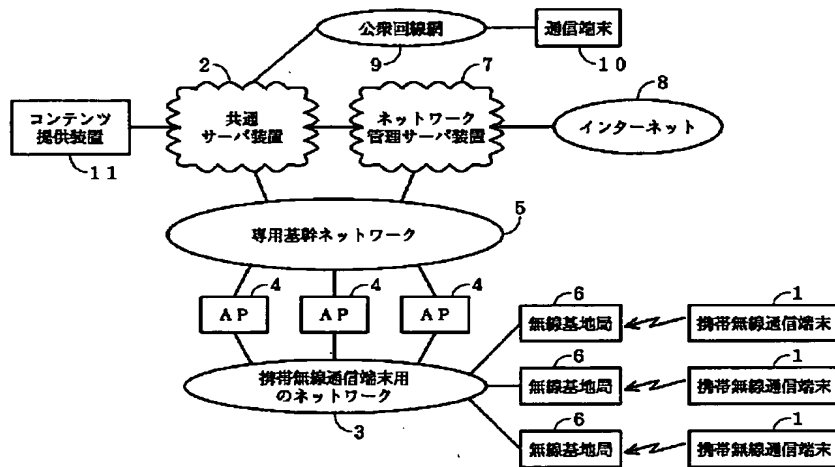 公衆回線網
通信端末
9
10
2
7
8
コンテンツ
提供装置
共通
サーバ装置
ネットワーク
管理サーバ装置
インターネット
11
5
専用基幹ネットワーク
4
4
4
AP
AP
AP
6
1
無線基地局
携帯無線通信端末
携帯無線通信端末用
のネットワーク
3
6
1
無線基地局
携帯無線通信端末
6
1
無線基地局
携帯無線通信端末